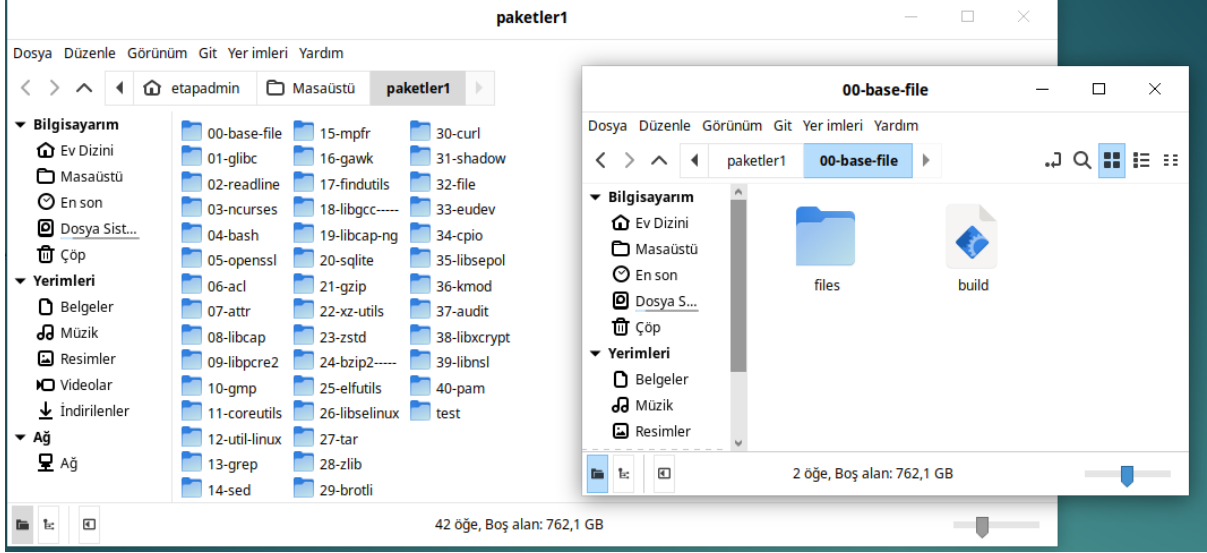 paketler1
Dosya Düzenle Görünüm Git Yer imleri Yardım
etapadmin Masaüstü paketler1
Bilgisayarım
Ev Dizini
Masaüstü
En son
Dosya Sist...
Çöp
Yerimleri
Belgeler
Müzik
Resimler
Videolar
İndirilenler
Ağ
Ağ
00-base-file 15-mpfr 30-curl
01-glibc 16-gawk 31-shadow
02-readline 17-findutils 32-file
03-ncurses 18-libgcc----- 33-eudev
04-bash 19-libcap-ng 34-cpio
05-openssl 20-sqlite 35-libsepol
06-acl 21-gzip 36-kmod
07-attr 22-xz-utils 37-audit
08-libcap 23-zstd 38-libxcrypt
09-libpcre2 24-bzip2----- 39-libnsl
10-gmp 25-elfutils 40-pam
11-coreutils 26-libselinux test
12-util-linux 27-tar
13-grep 28-zlib
14-sed 29-brotli
42 öğe, Boş alan: 762,1 GB
00-base-file
Dosya Düzenle Görünüm Git Yer imleri Yardım
paketler1 00-base-file
Bilgisayarım
Ev Dizini
Masaüstü
En son
Dosya S...
Çöp
Yerimleri
Belgeler
Müzik
Resimler
files build
2 öğe, Boş alan: 762,1 GB